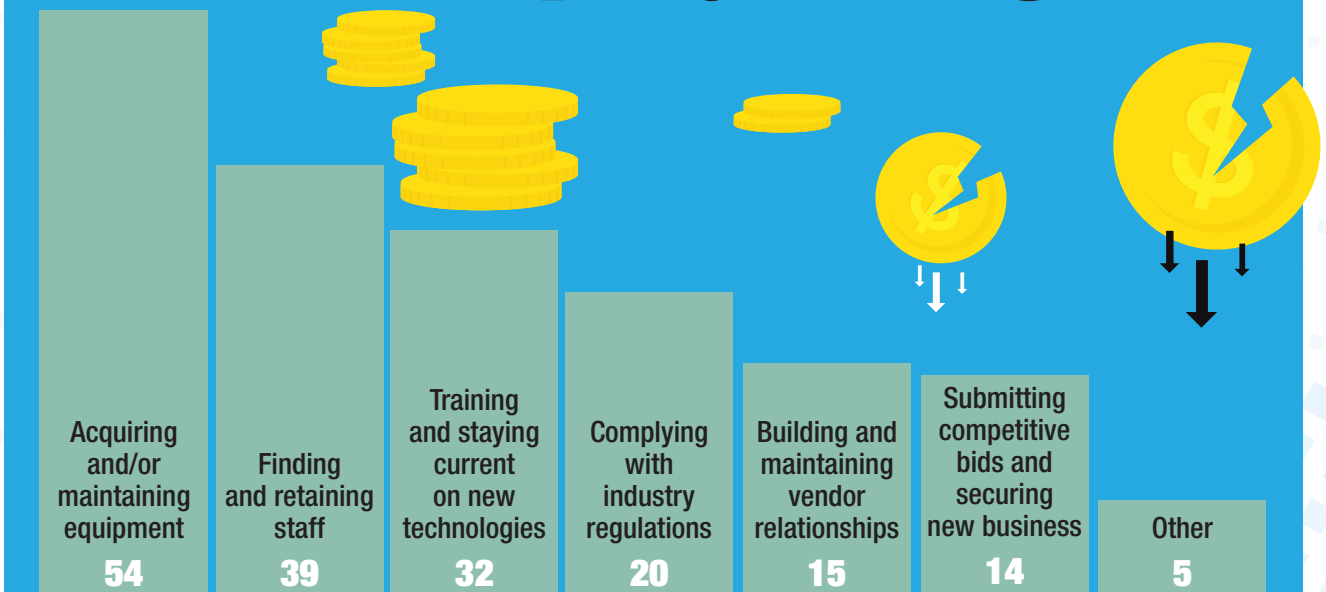 Acquiring
and/or
maintaining
equipment
54
Finding
and retaining
staff
39
Training
and staying
current
on new
technologies
32
Complying
with
industry
regulations
20
Building and
maintaining
vendor
relationships
15
Submitting
competitive
bids and
securing
new business
14
Other
5
$
$